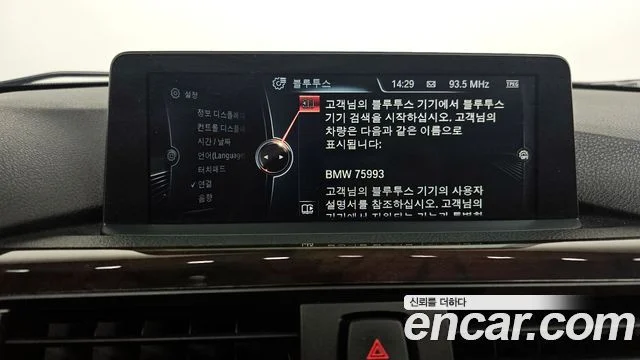 블루투스
14:29
93.5 MHz
TPEG
설정
정보 디스플레
컨트롤 디스플레
시간 / 날짜
언어(Language
터치패드
✓ 연결
음향
고객님의 블루투스 기기에서 블루투스
기기 검색을 시작하십시오. 고객님의
차량은 다음과 같은 이름으로
표시됩니다:
BMW 75993
고객님의 블루투스 기기의 사용자
설명서를 참조하십시오. 고객님의
신뢰를 더하다
encar.com